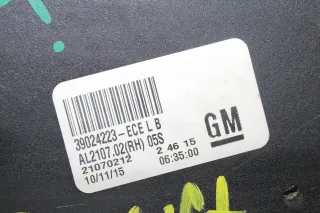 39024223-ECE L B
AL2107.02(RH) 05S
21070212 2 46 15
10/11/15 06:35:00
GM